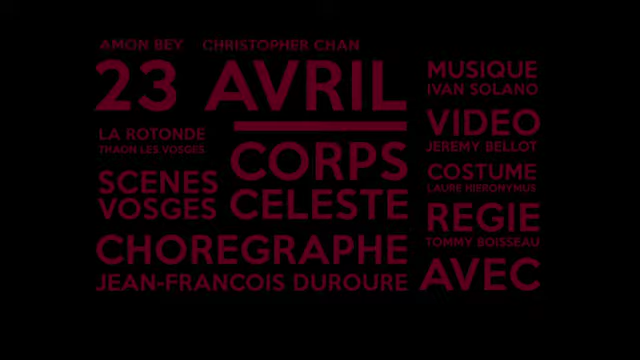 AMON BEY CHRISTOPHER CHAN
23 AVRIL
LA ROTONDE
THAON LES VOSGES
SCENES
VOSGES
CORPS
CELESTE
CHOREGRAPHE
JEAN-FRANCOIS DUROURE
MUSIQUE
IVAN SOLANO
VIDEO
JEREMY BELLOT
COSTUME
LAURE HIERONYMUS
REGIE
TOMMY BOISSEAU
AVEC